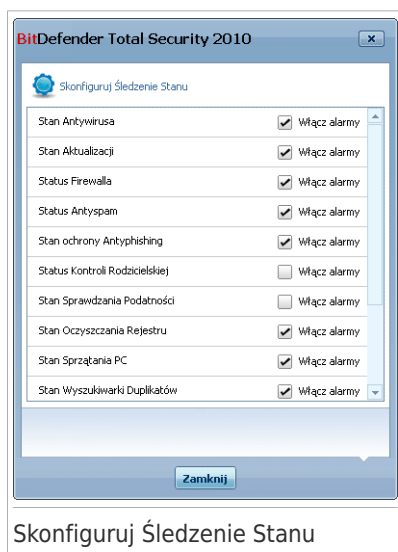 BitDefender Total Security 2010
Skonfiguruj Śledzenie Stanu
Stan Antywirusa Włącz alarmy
Stan Aktualizacji Włącz alarmy
Status Firewalla Włącz alarmy
Status Antyspam Włącz alarmy
Stan ochrony Antyphishing Włącz alarmy
Status Kontroli Rodzicielskiej Włącz alarmy
Stan Sprawdzania Podatności Włącz alarmy
Stan Oczyszczania Rejestru Włącz alarmy
Stan Sprzątania PC Włącz alarmy
Stan Wyszukiwarki Duplikatów Włącz alarmy
Zamknij
Skonfiguruj Śledzenie Stanu